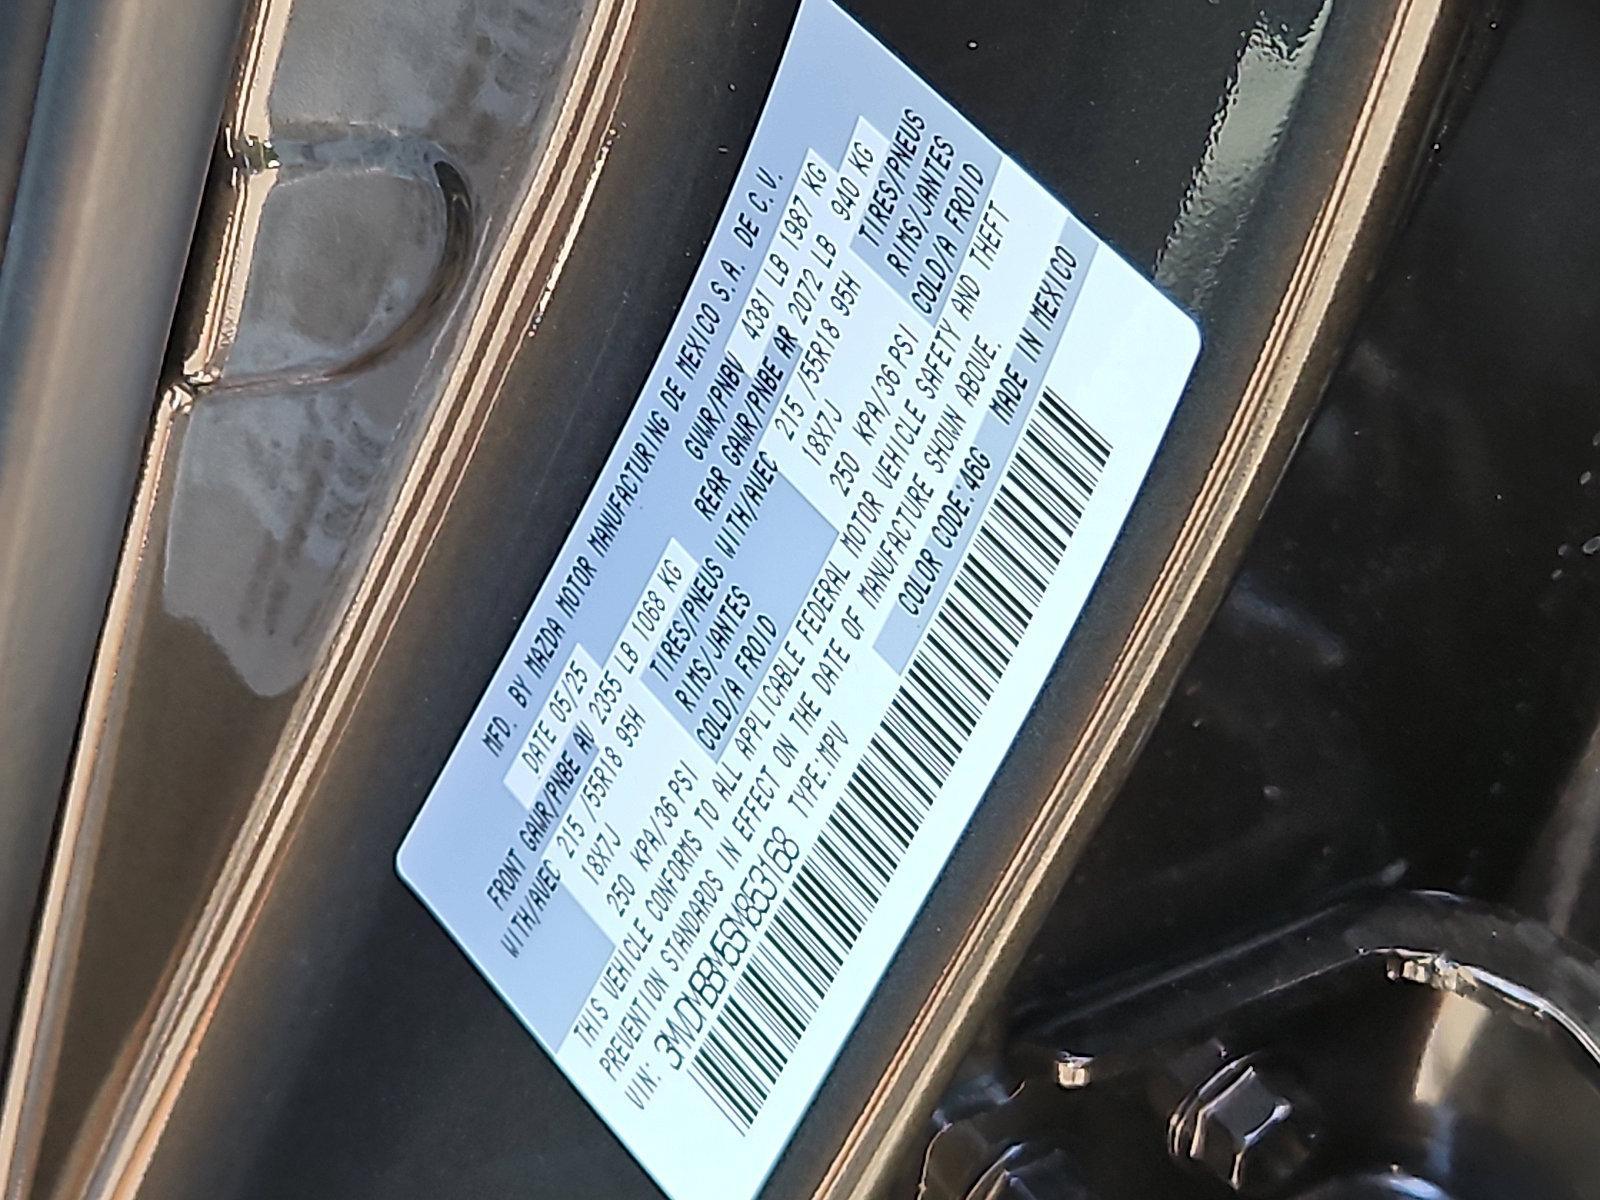 MFD. BY MAZDA MOTOR MANUFACTURING DE MEXICO S.A. DE C.V.
DATE 05/25 GVWR/PNBV 4381 LB 1987 KG
FRONT GAWR/PNBE AV 2355 LB 1068 KG REAR GAWR/PNBE AR 2072 LB 940 KG
WITH/AVEC 215 /55R18 95H TIRES/PNEUS WITH/AVEC 215 /55R18 95H TIRES/PNEUS
18X7J RIMS/JANTES 18X7J RIMS/JANTES
250 KPA/36 PSI COLD/A FROID 250 KPA/36 PSI COLD/A FROID
THIS VEHICLE CONFORMS TO ALL APPLICABLE FEDERAL MOTOR VEHICLE SAFETY AND THEFT
PREVENTION STANDARDS IN EFFECT ON THE DATE OF MANUFACTURE SHOWN ABOVE.
VIN: 3MVDMBBM5SM853168 TYPE:MPV COLOR CODE:46G MADE IN MEXICO